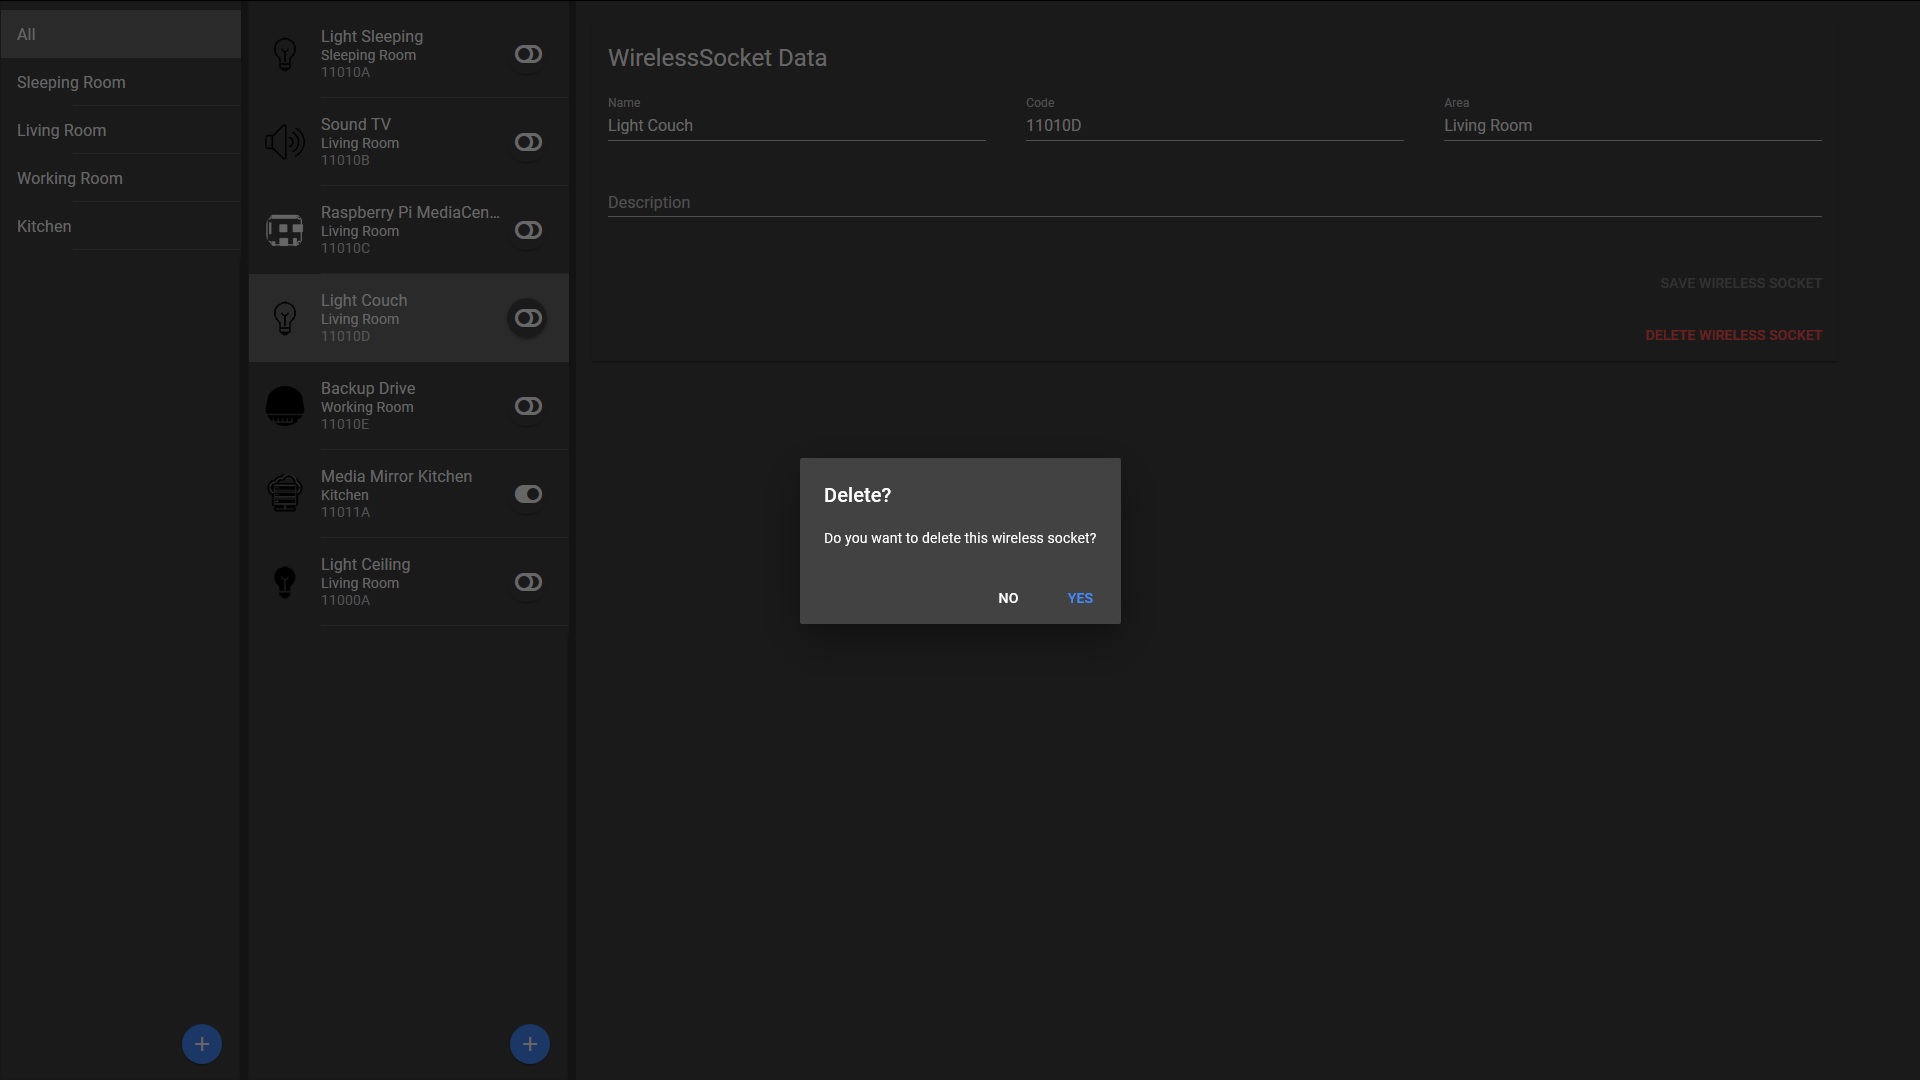 All
Sleeping Room
Living Room
Working Room
Kitchen
Light Sleeping
Sleeping Room
11010A
Sound TV
Living Room
11010B
Raspberry Pi MediaCen...
Living Room
11010C
Light Couch
Living Room
11010D
Backup Drive
Working Room
11010E
Media Mirror Kitchen
Kitchen
11011A
Light Ceiling
Living Room
11000A
WirelessSocket Data
Name
Light Couch
Code
11010D
Area
Living Room
Description
SAVE WIRELESS SOCKET
DELETE WIRELESS SOCKET
Delete?
Do you want to delete this wireless socket?
NO YES